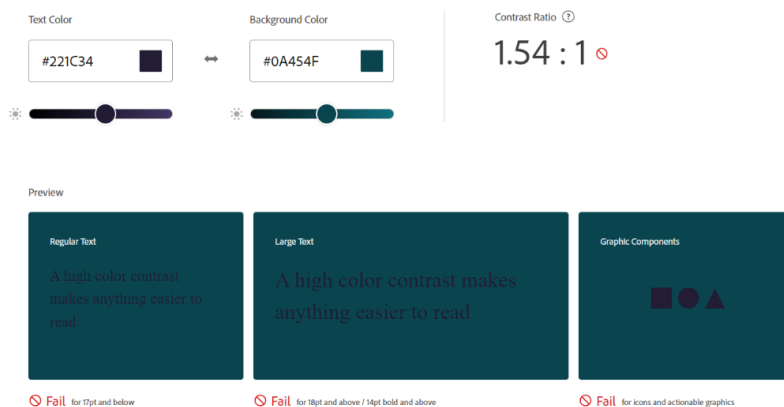 Text Color
Background Color
Contrast Ratio ?
#221C34
#0A454F
1.54 : 1
Preview
Regular Text
A high color contrast
makes anything easier to
read
Large Text
A high color contrast makes
anything easier to read
Graphic Components
Fail for 17pt and below
Fail for 18pt and above / 14pt bold and above
Fail for icons and actionable graphics